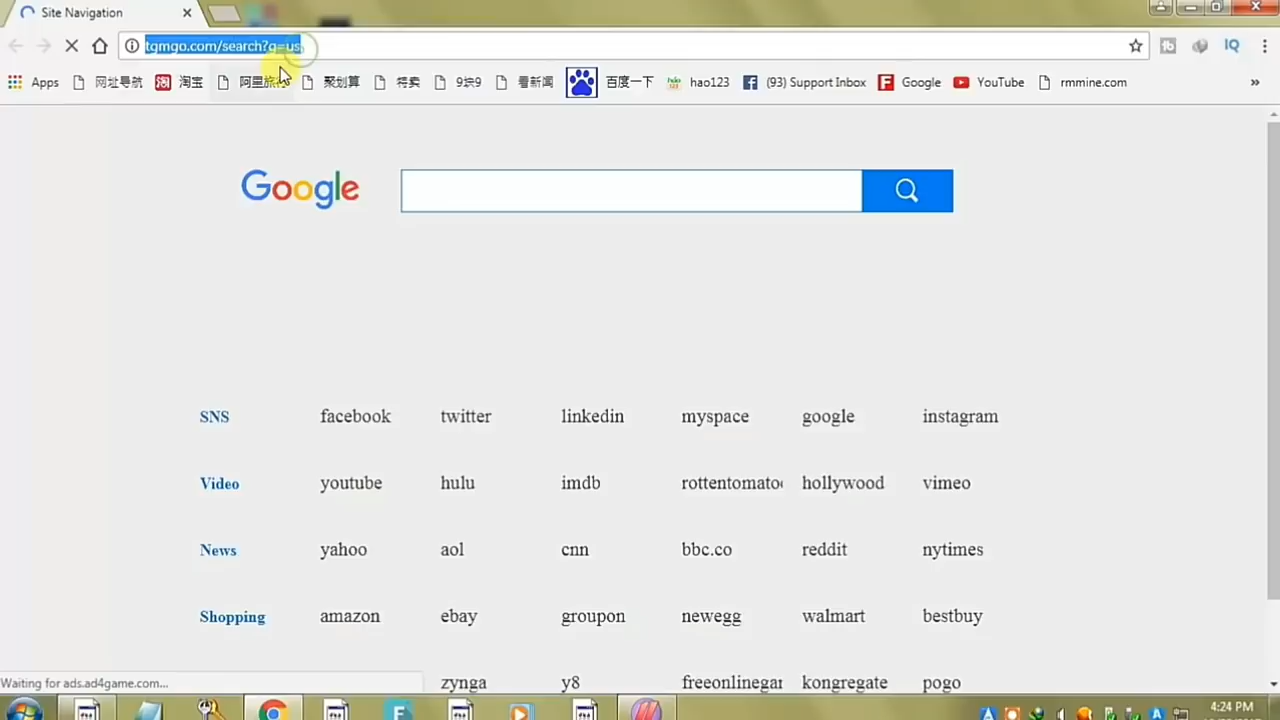 Site Navigation
tgmgo.com/search?q=us
Apps 网址导航 淘宝 阿里旅行 聚划算 特卖 9块9 看新闻 百度一下 hao123 (93) Support Inbox Google YouTube rmmine.com »
Google
SNS facebook twitter linkedin myspace google instagram
Video youtube hulu imdb rottentomato hollywood vimeo
News yahoo aol cnn bbc.co reddit nytimes
Shopping amazon ebay groupon newegg walmart bestbuy
zynga y8 freeonlinegar kongregate pogo
Waiting for ads.ad4game.com...
4:24 PM